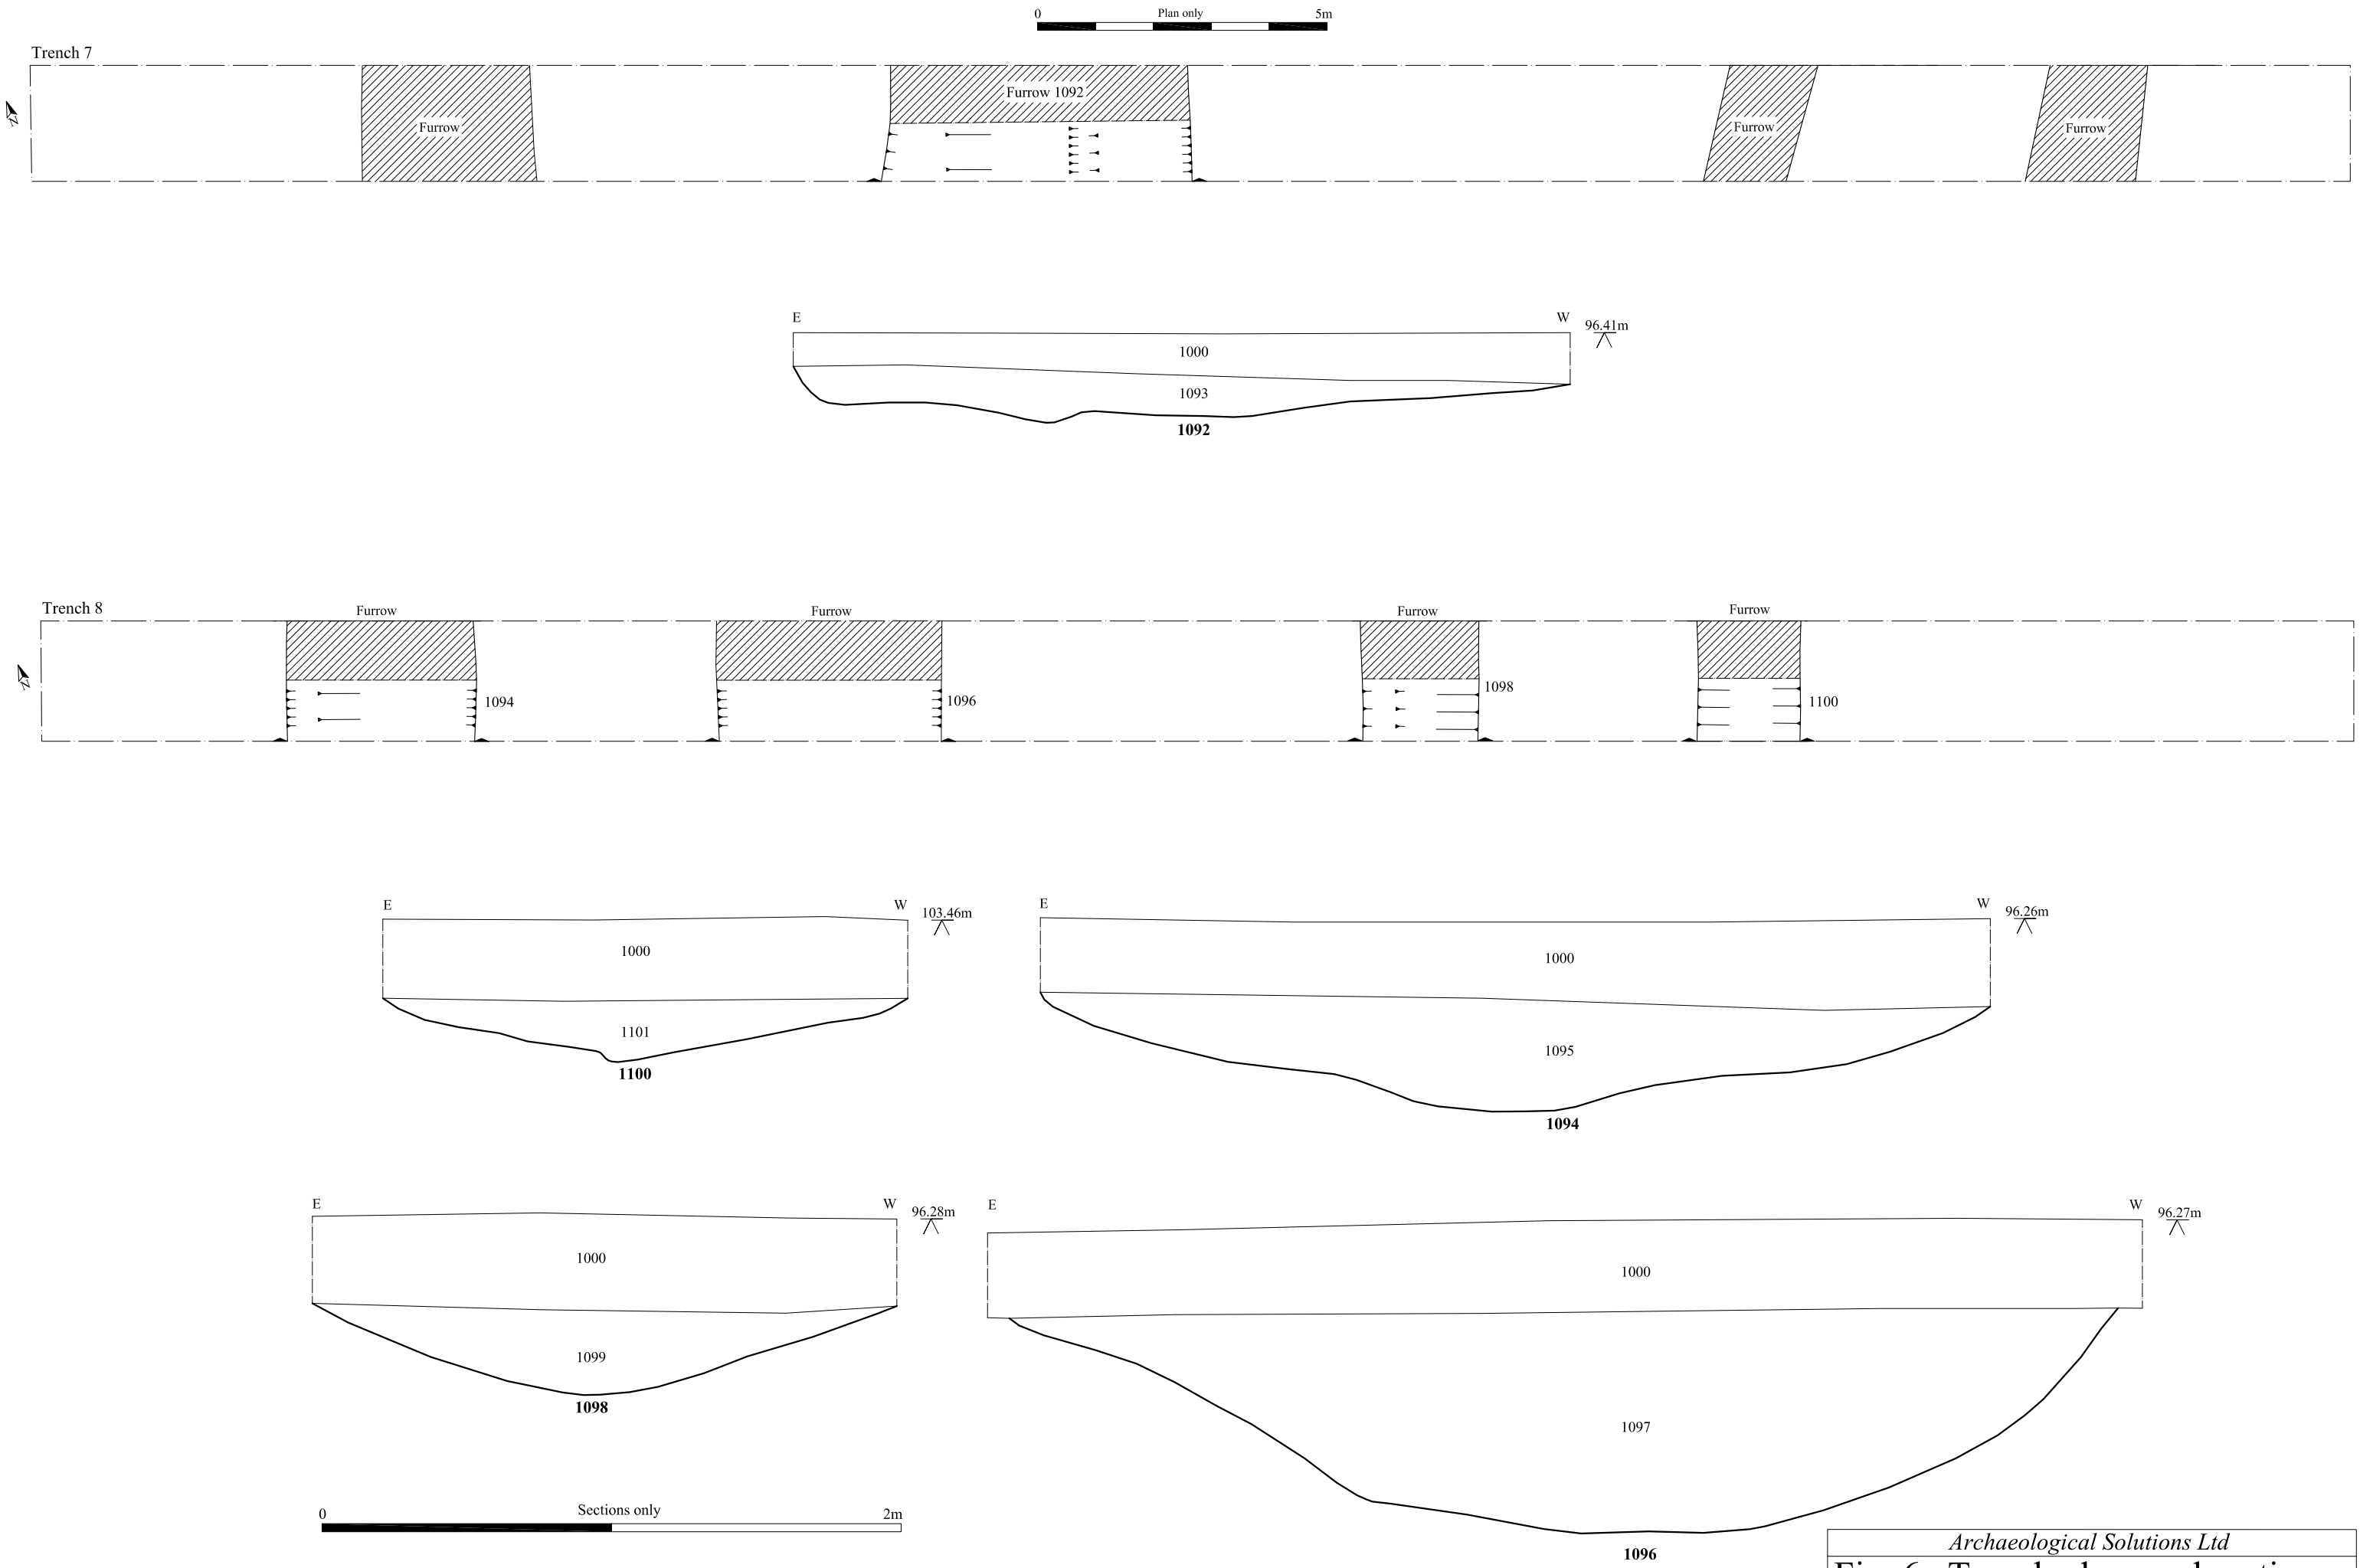 0 Plan only 5m
Trench 7
Furrow
Furrow 1092
Furrow
Furrow
N
E W 96.41m
1000
1093
1092
Trench 8
Furrow Furrow Furrow Furrow
N
1094 1096 1098 1100
E W 103.46m
1000
1101
1100
E W 96.26m
1000
1095
1094
E W 96.28m
1000
1099
1098
E W 96.27m
1000
1097
1096
0 Sections only 2m
Archaeological Solutions Ltd